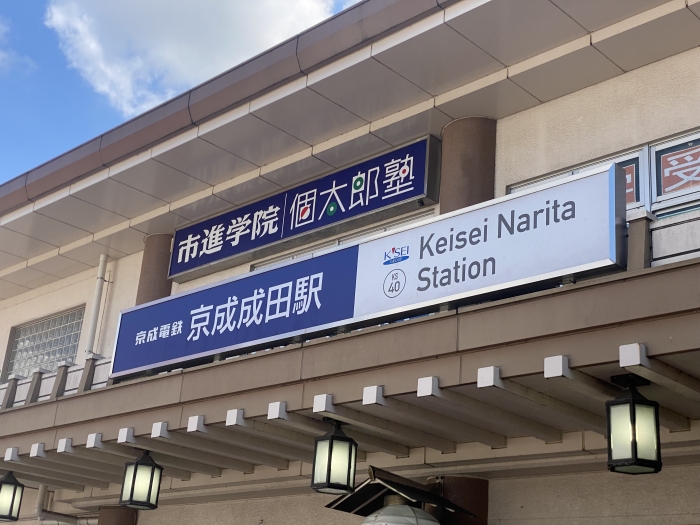 市進学院 個太郎塾
京成電鉄 京成成田駅
KEISEI
KS
40
Keisei Narita
Station
受